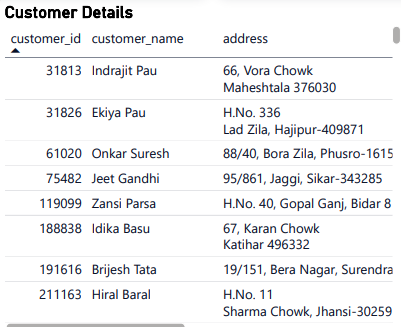 Customer Details
customer_id customer_name address
31813 Indrajit Pau 66, Vora Chowk
Maheshtala 376030
31826 Ekiya Pau H.No. 336
Lad Zila, Hajipur-409871
61020 Onkar Suresh 88/40, Bora Zila, Phusro-1615
75482 Jeet Gandhi 95/861, Jaggi, Sikar-343285
119099 Zansi Parsa H.No. 40, Gopal Ganj, Bidar 8
188838 Idika Basu 67, Karan Chowk
Katihar 496332
191616 Brijesh Tata 19/151, Bera Nagar, Surendra
211163 Hiral Baral H.No. 11
Sharma Chowk, Jhansi-30259